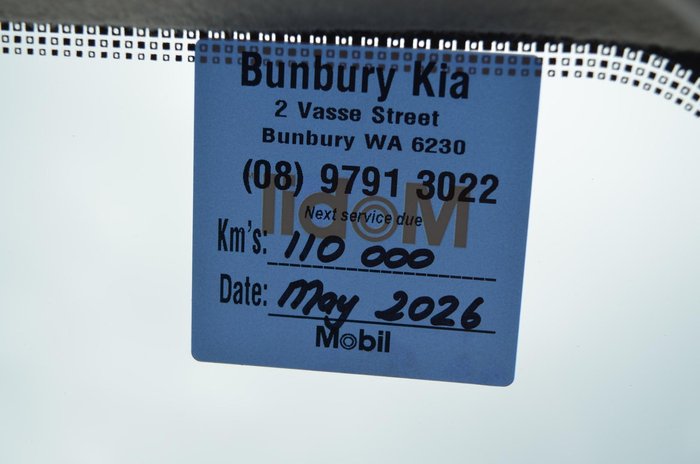 Bunbury Kia
2 Vasse Street
Bunbury WA 6230
(08) 9791 3022
Mobil
Next service due
Km's: 110 000
Date: May 2026
Mobil